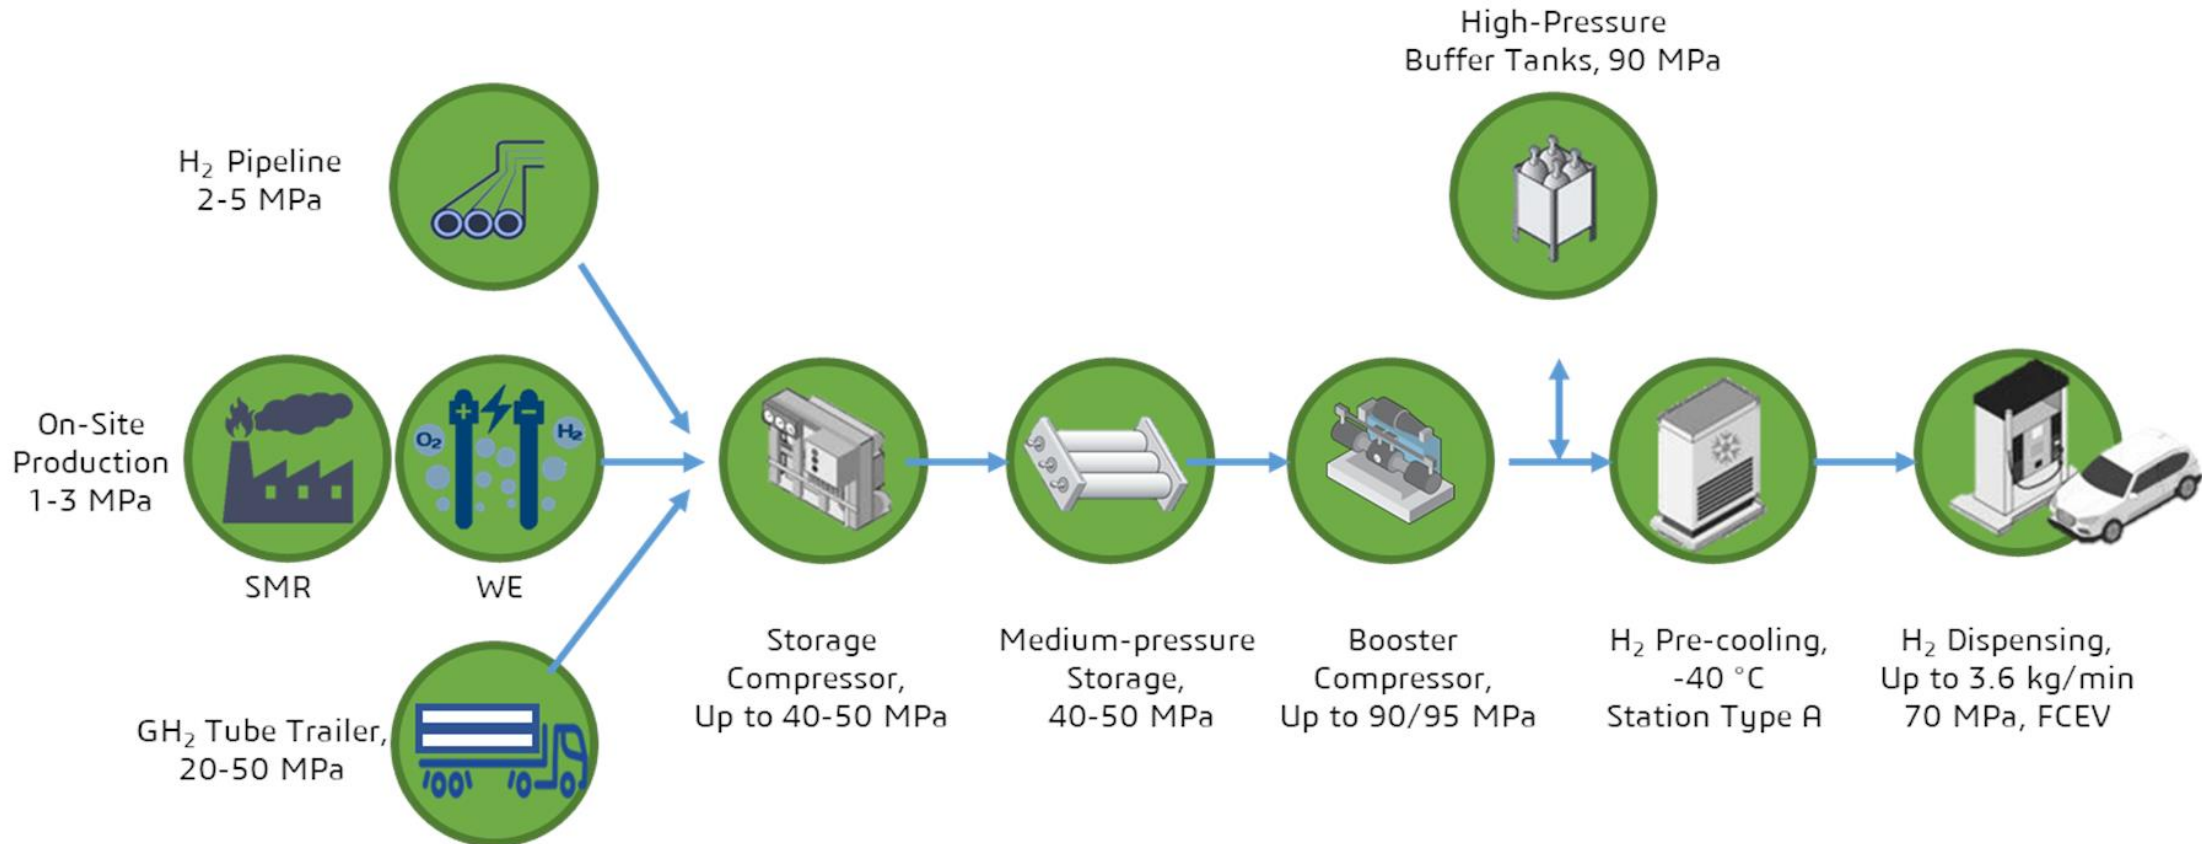 High-Pressure
Buffer Tanks, 90 MPa
H₂ Pipeline
2-5 MPa
On-Site
Production
1-3 MPa
O₂
H₂
SMR
WE
GH₂ Tube Trailer,
20-50 MPa
Storage
Compressor,
Up to 40-50 MPa
Medium-pressure
Storage,
40-50 MPa
Booster
Compressor,
Up to 90/95 MPa
H₂ Pre-cooling,
-40 °C
Station Type A
H₂ Dispensing,
Up to 3.6 kg/min
70 MPa, FCEV